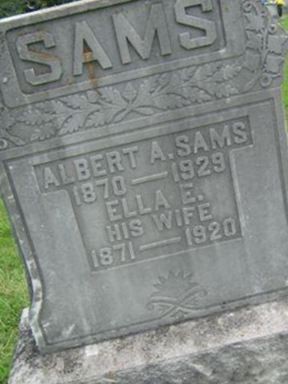 SAMS
ALBERT A. SAMS
1870 — 1929
ELLA E.
HIS WIFE
1871 — 1920